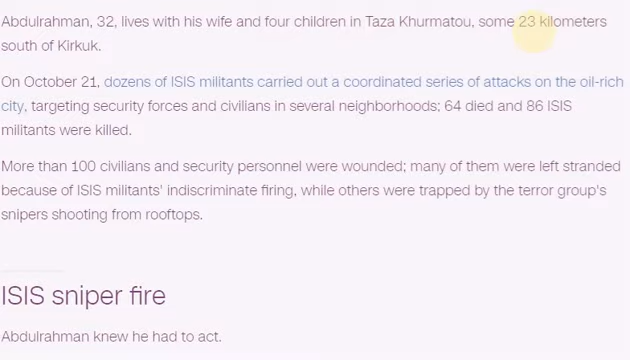 Abdulrahman, 32, lives with his wife and four children in Taza Khurmatou, some 23 kilometers
south of Kirkuk.
On October 21, dozens of ISIS militants carried out a coordinated series of attacks on the oil-rich
city, targeting security forces and civilians in several neighborhoods; 64 died and 86 ISIS
militants were killed.
More than 100 civilians and security personnel were wounded; many of them were left stranded
because of ISIS militants' indiscriminate firing, while others were trapped by the terror group's
snipers shooting from rooftops.
ISIS sniper fire
Abdulrahman knew he had to act.